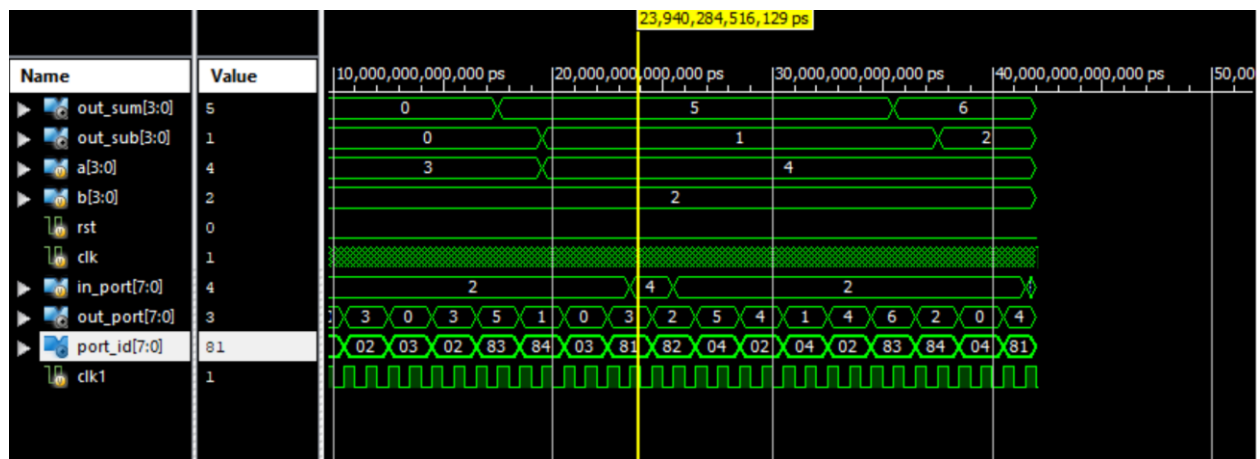 23,940,284,516,129 ps
Name Value 10,000,000,000,000 ps 20,000,000,000,000 ps 30,000,000,000,000 ps 40,000,000,000,000 ps 50,00
out_sum[3:0] 5 0 5 6
out_sub[3:0] 1 0 1 2
a[3:0] 4 3 4
b[3:0] 2 2
rst 0
clk 1
in_port[7:0] 4 2 4 2
out_port[7:0] 3 3 0 3 5 1 0 3 2 5 4 1 4 6 2 0 4
port_id[7:0] 81 02 03 02 83 84 03 81 82 04 02 04 02 83 84 04 81
clk1 1